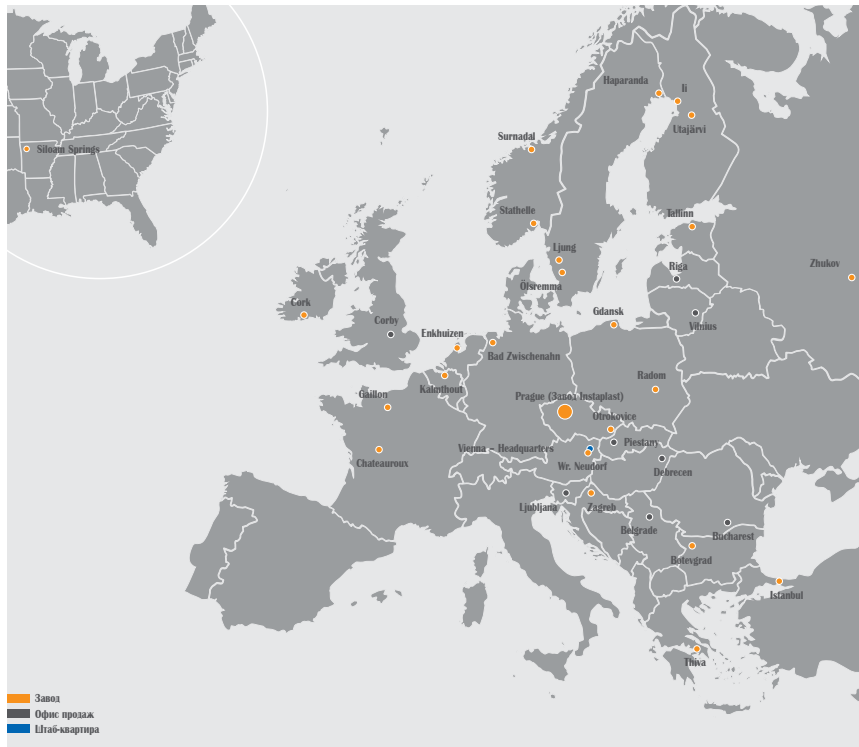 Haparanda
Ii
Utajärvi
Siloam Springs
Surnadal
Stathelle
Tallinn
Ljung
Zhukov
Riga
Ölsremma
Cork
Gdansk
Corby
Vilnius
Enkhuizen
Bad Zwischenahn
Radom
Kalmthout
Gaillon
Prague (Завод Instaplast)
Otrokovice
Piestany
Vienna – Headquarters
Chateauroux
Wr. Neudorf
Debrecen
Ljubljana
Zagreb
Belgrade
Bucharest
Botevgrad
Istanbul
Thiva
Завод
Офис продаж
Штаб-квартира